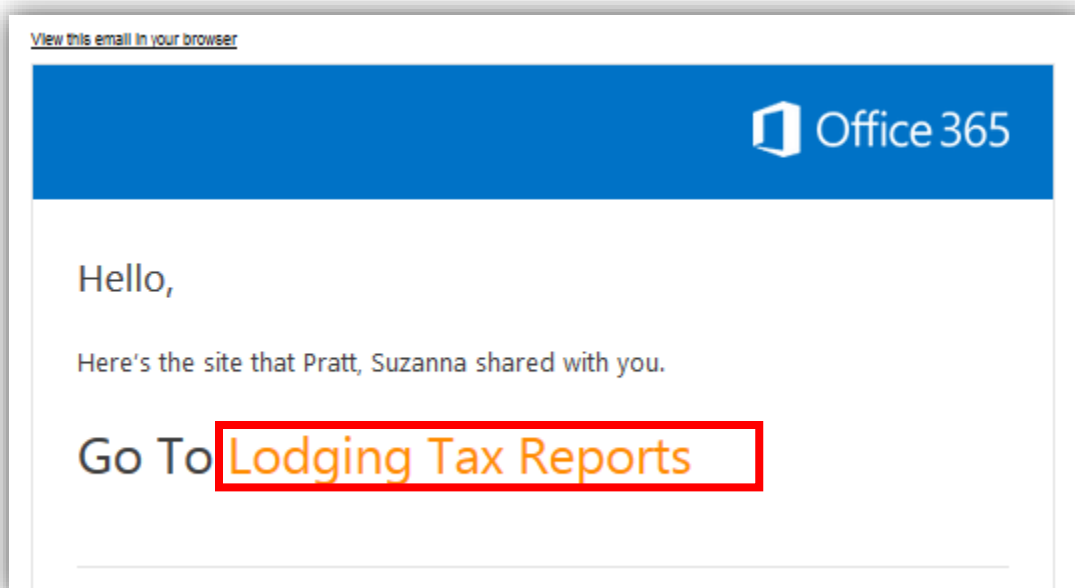 View this email in your browser
Office 365
Hello,
Here's the site that Pratt, Suzanna shared with you.
Go To Lodging Tax Reports